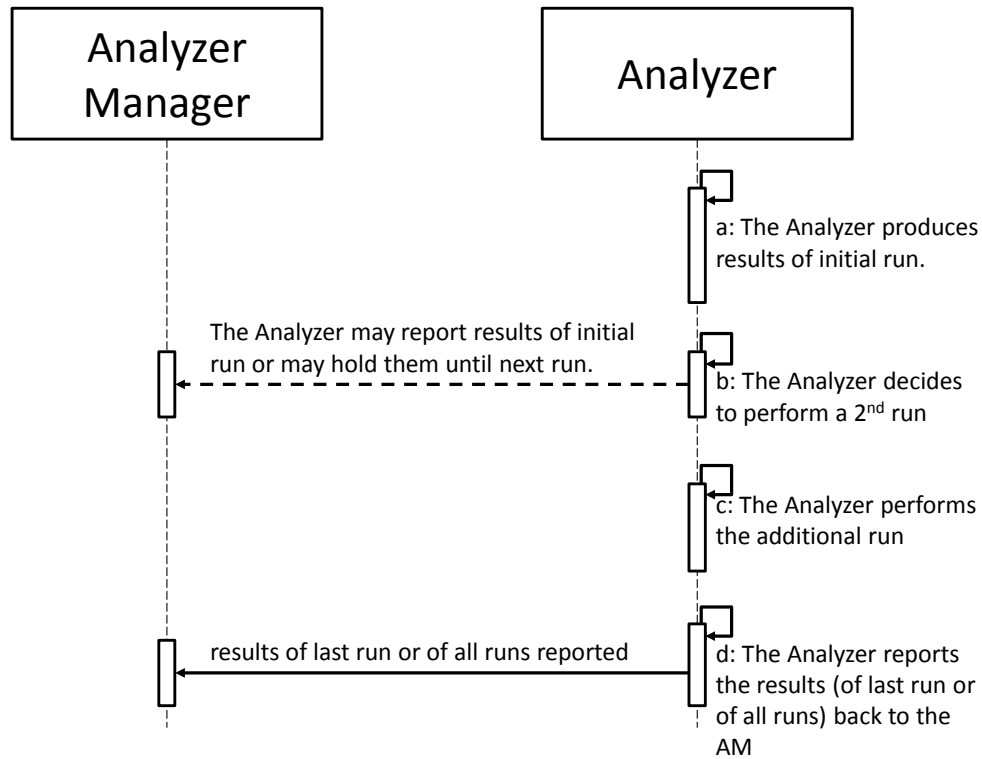 Analyzer
Manager
Analyzer
a: The Analyzer produces
results of initial run.
The Analyzer may report results of initial
run or may hold them until next run.
b: The Analyzer decides
to perform a 2nd run
c: The Analyzer performs
the additional run
results of last run or of all runs reported
d: The Analyzer reports
the results (of last run or
of all runs) back to the
AM